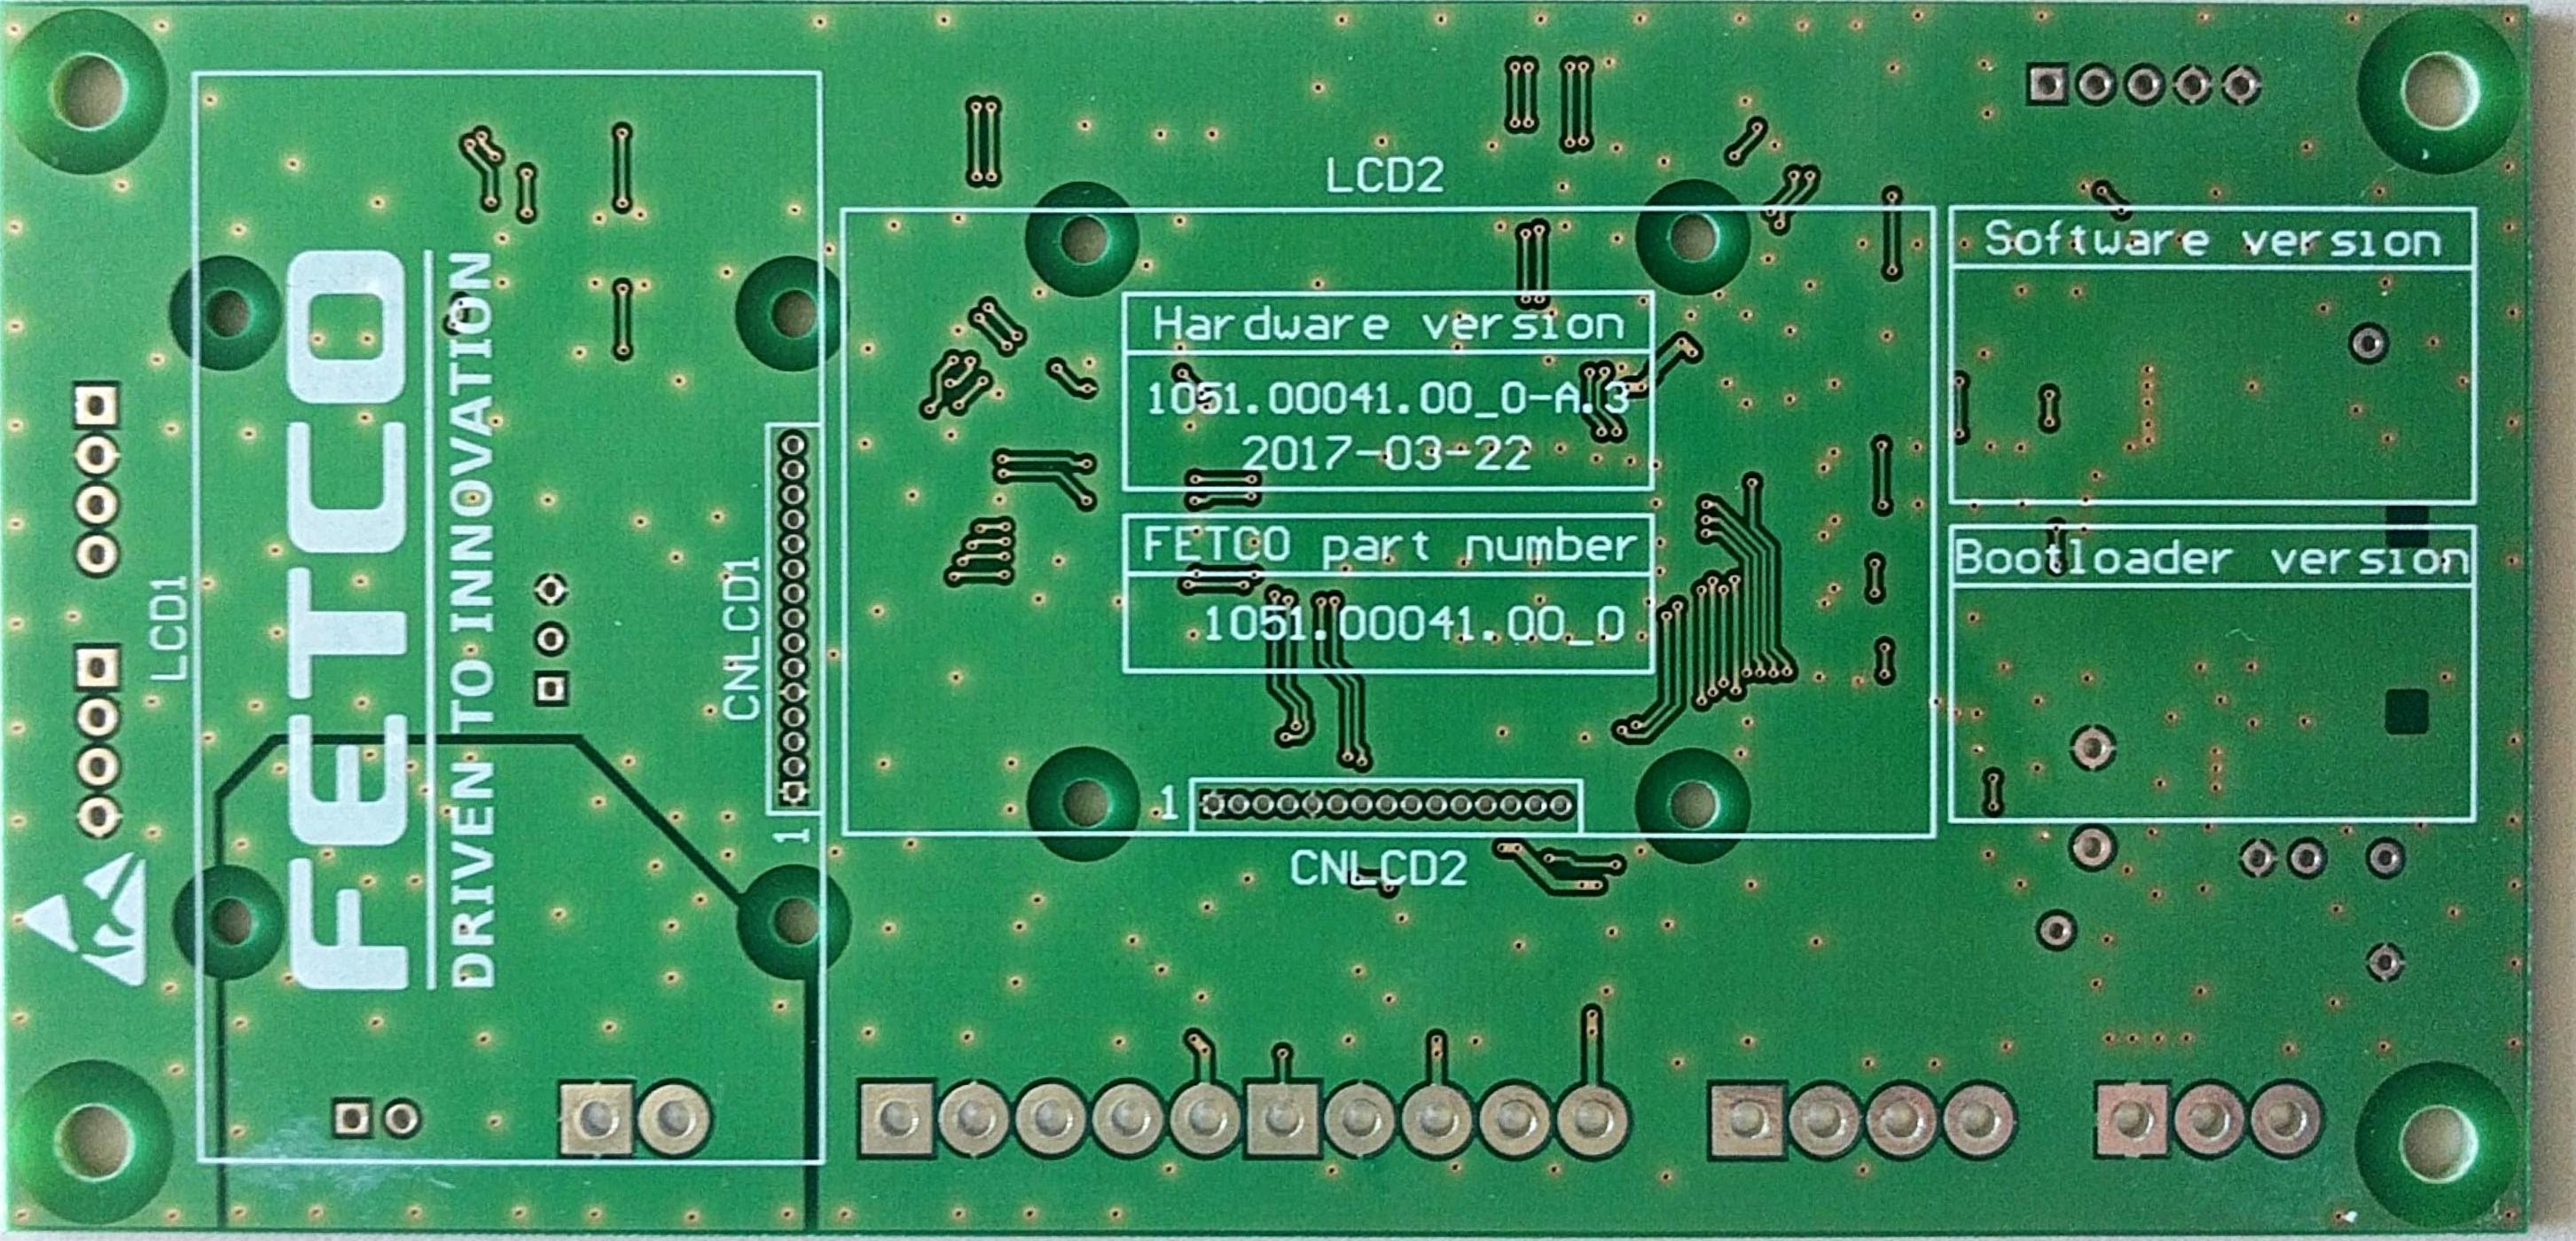 LCD2
Software version
Hardware version
1051.00041.00_0-A.3
2017-03-22
FETCO part number
1051.00041.00_0
Bootloader version
FETCO
DRIVEN TO INNOVATION
LCD1
CNLCD1
1
1
CNLCD2